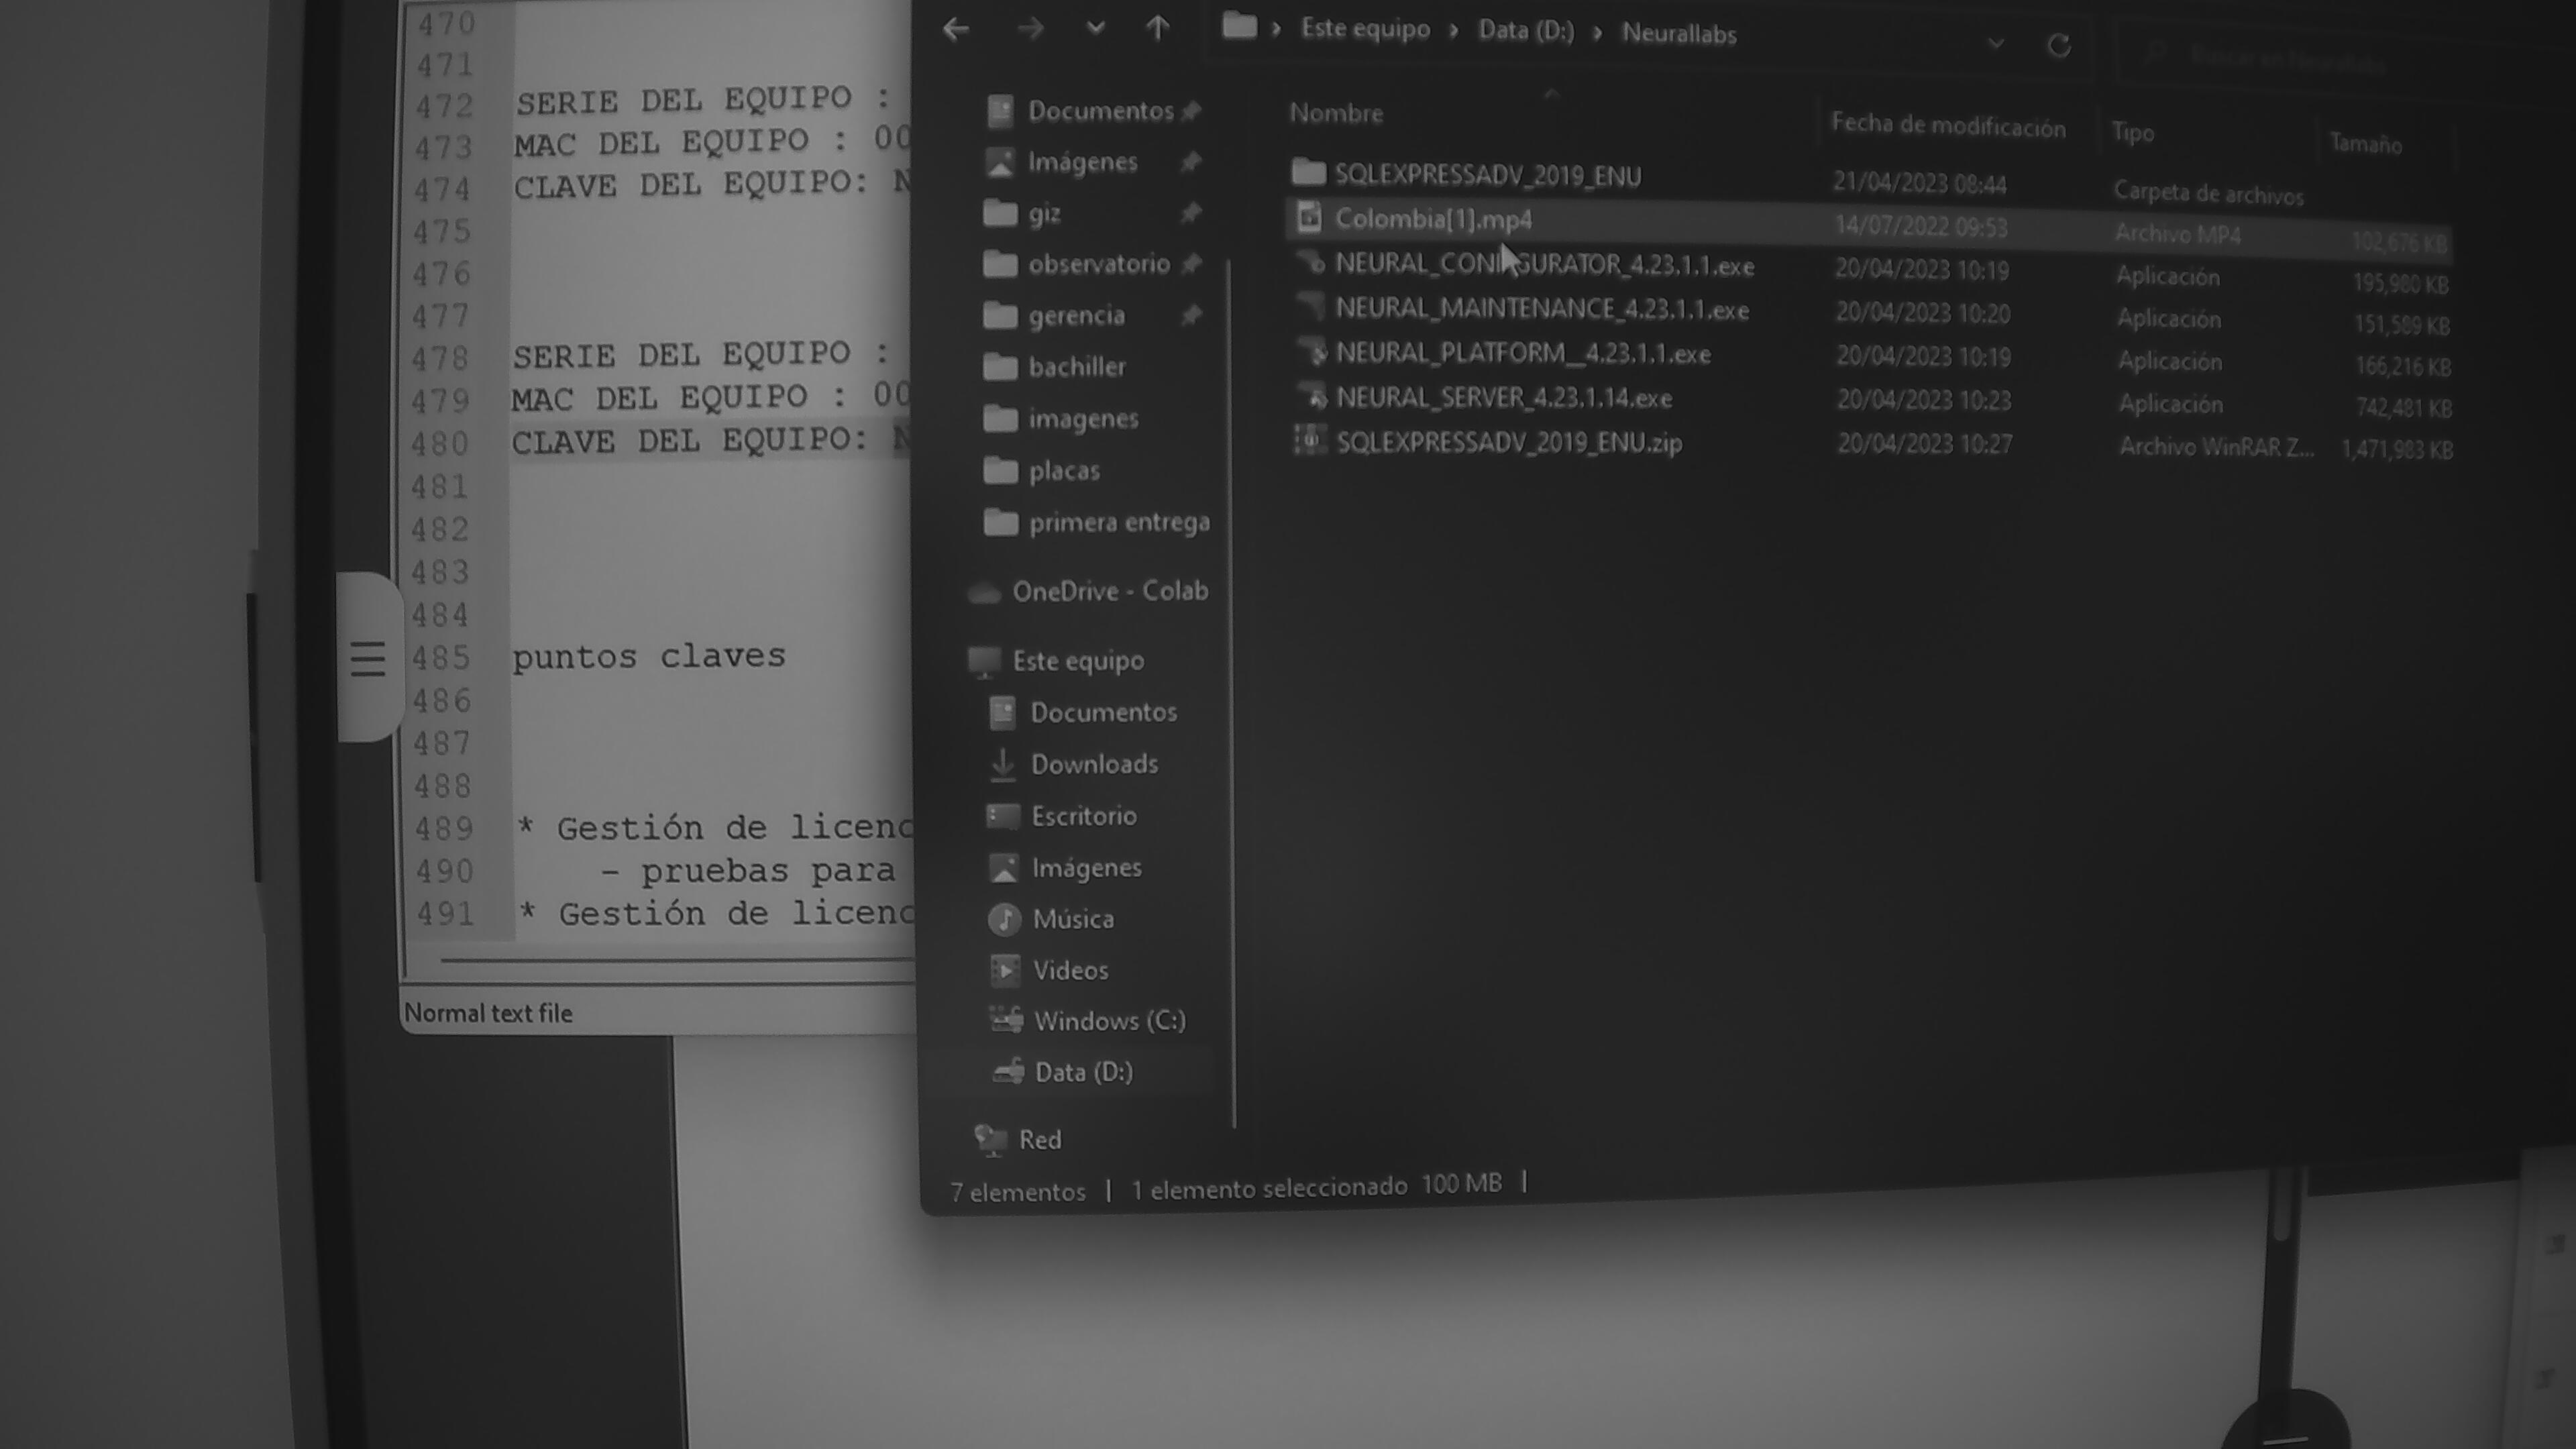 470
471
472 SERIE DEL EQUIPO :
473 MAC DEL EQUIPO : 00
474 CLAVE DEL EQUIPO: N
475
476
477
478 SERIE DEL EQUIPO :
479 MAC DEL EQUIPO : 00
480 CLAVE DEL EQUIPO: N
481
482
483
484
485 puntos claves
486
487
488
489 * Gestión de licenc
490 - pruebas para
491 * Gestión de licenc
Normal text file
Este equipo > Data (D:) > Neurallabs
Buscar en Neurallabs
Documentos
Imágenes
giz
observatorio
gerencia
bachiller
imagenes
placas
primera entrega
OneDrive - Colab
Este equipo
Documentos
Downloads
Escritorio
Imágenes
Música
Videos
Windows (C:)
Data (D:)
Red
Nombre Fecha de modificación Tipo Tamaño
SQLEXPRESSADV_2019_ENU 21/04/2023 08:44 Carpeta de archivos
Colombia[1].mp4 14/07/2022 09:53 Archivo MP4 102,676 KB
NEURAL_CONFIGURATOR_4.23.1.1.exe 20/04/2023 10:19 Aplicación 195,980 KB
NEURAL_MAINTENANCE_4.23.1.1.exe 20/04/2023 10:20 Aplicación 151,589 KB
NEURAL_PLATFORM__4.23.1.1.exe 20/04/2023 10:19 Aplicación 166,216 KB
NEURAL_SERVER_4.23.1.14.exe 20/04/2023 10:23 Aplicación 742,481 KB
SQLEXPRESSADV_2019_ENU.zip 20/04/2023 10:27 Archivo WinRAR Z... 1,471,983 KB
7 elementos | 1 elemento seleccionado 100 MB |